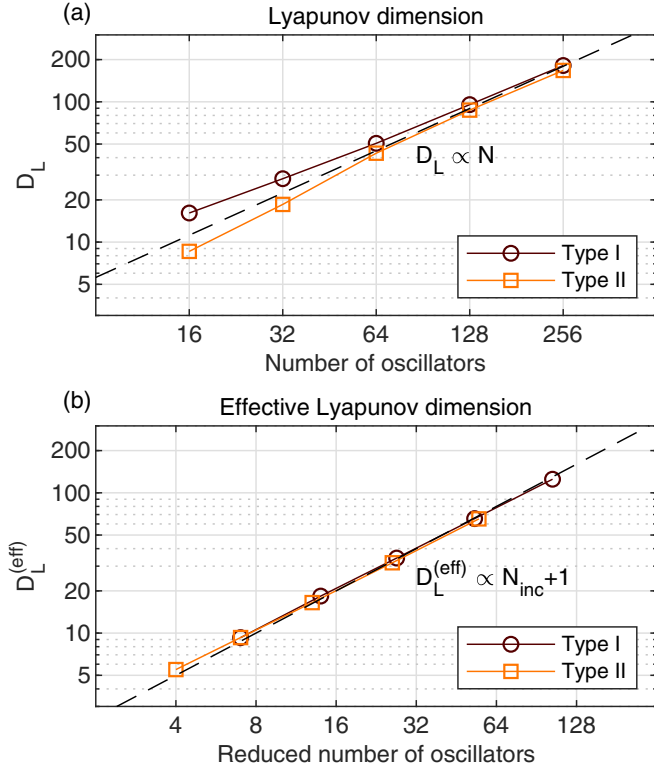 (a)
Lyapunov dimension
200
100
50
20
10
5
D_L
D_L ∝ N
Type I
Type II
16 32 64 128 256
Number of oscillators
(b)
Effective Lyapunov dimension
200
100
50
20
10
5
D_L^(eff)
D_L^(eff) ∝ N_inc+1
Type I
Type II
4 8 16 32 64 128
Reduced number of oscillators